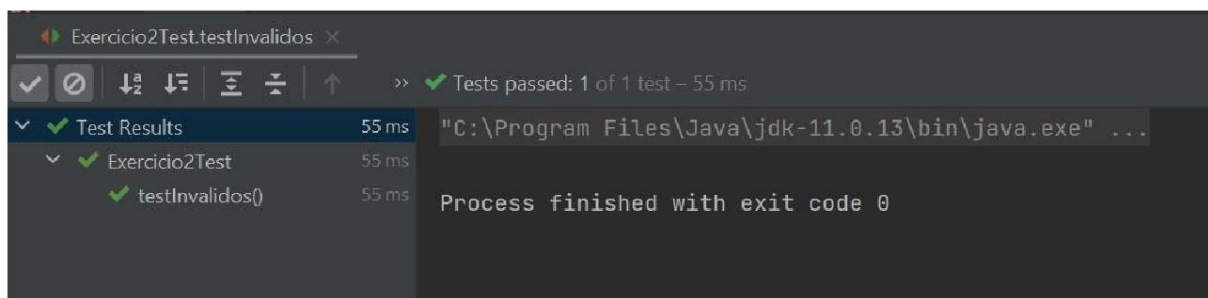 Exercicio2Test.testInvalidos ×
» Tests passed: 1 of 1 test – 55 ms
Test Results 55 ms
Exercicio2Test 55 ms
testInvalidos() 55 ms
"C:\Program Files\Java\jdk-11.0.13\bin\java.exe" ...
Process finished with exit code 0